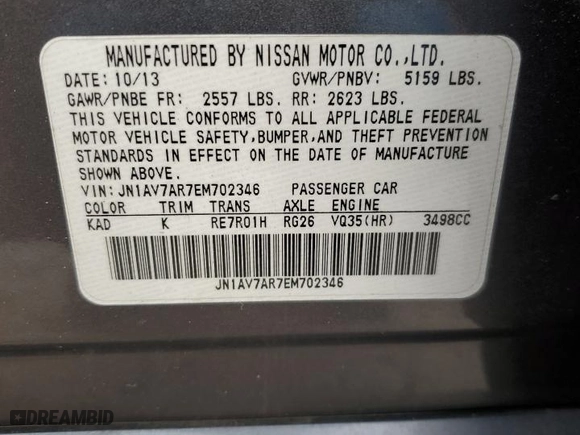 MANUFACTURED BY NISSAN MOTOR CO.,LTD.
DATE: 10/13 GVWR/PNBV: 5159 LBS.
GAWR/PNBE FR: 2557 LBS. RR: 2623 LBS.
THIS VEHICLE CONFORMS TO ALL APPLICABLE FEDERAL
MOTOR VEHICLE SAFETY,BUMPER,AND THEFT PREVENTION
STANDARDS IN EFFECT ON THE DATE OF MANUFACTURE
SHOWN ABOVE.
VIN: JN1AV7AR7EM702346 PASSENGER CAR
COLOR TRIM TRANS AXLE ENGINE
KAD K RE7R01H RG26 VQ35(HR) 3498CC
JN1AV7AR7EM702346
DREAMBID